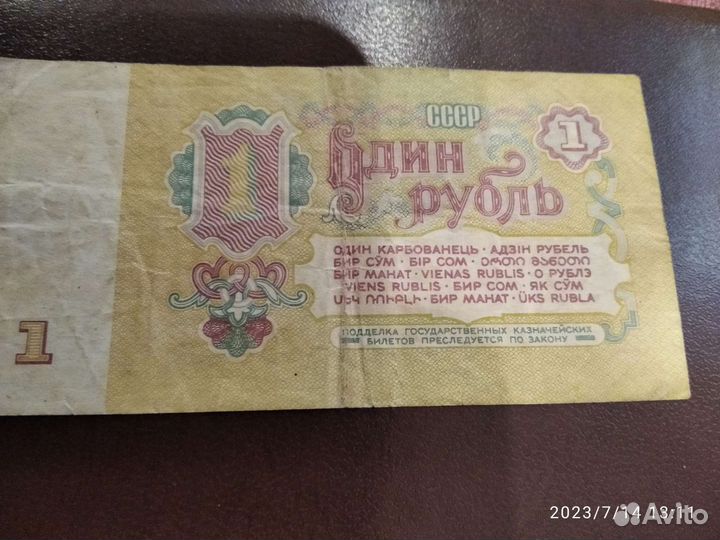 СССР
1
1
Один
рубль
ОДИН КАРБОВАНЕЦЬ · АДЗІН РУБЕЛЬ
БИР СЎМ · БІР СОМ · ᲔᲠᲗᲘ ᲛᲐᲜᲔᲗᲘ
БИР МАНАТ · VIENAS RUBLIS · О РУБЛЭ
VIENS RUBLIS · БИР СОМ · ЯК СЎМ
ՄԵԿ ՌՈՒԲԼԻ · БИР МАНАТ · ÜKS RUBLA
ПОДДЕЛКА ГОСУДАРСТВЕННЫХ КАЗНАЧЕЙСКИХ
БИЛЕТОВ ПРЕСЛЕДУЕТСЯ ПО ЗАКОНУ
1
2023/7/14 13:11
Avito